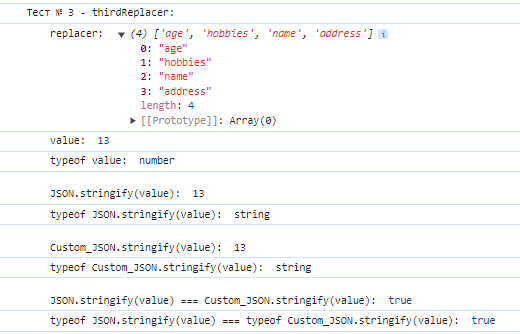 Тест № 3 - thirdReplacer:
replacer: ▼ (4) ['age', 'hobbies', 'name', 'address'] i
0: "age"
1: "hobbies"
2: "name"
3: "address"
length: 4
▶ [[Prototype]]: Array(0)
value: 13
typeof value: number
JSON.stringify(value): 13
typeof JSON.stringify(value): string
Custom_JSON.stringify(value): 13
typeof Custom_JSON.stringify(value): string
JSON.stringify(value) === Custom_JSON.stringify(value): true
typeof JSON.stringify(value) === typeof Custom_JSON.stringify(value): true